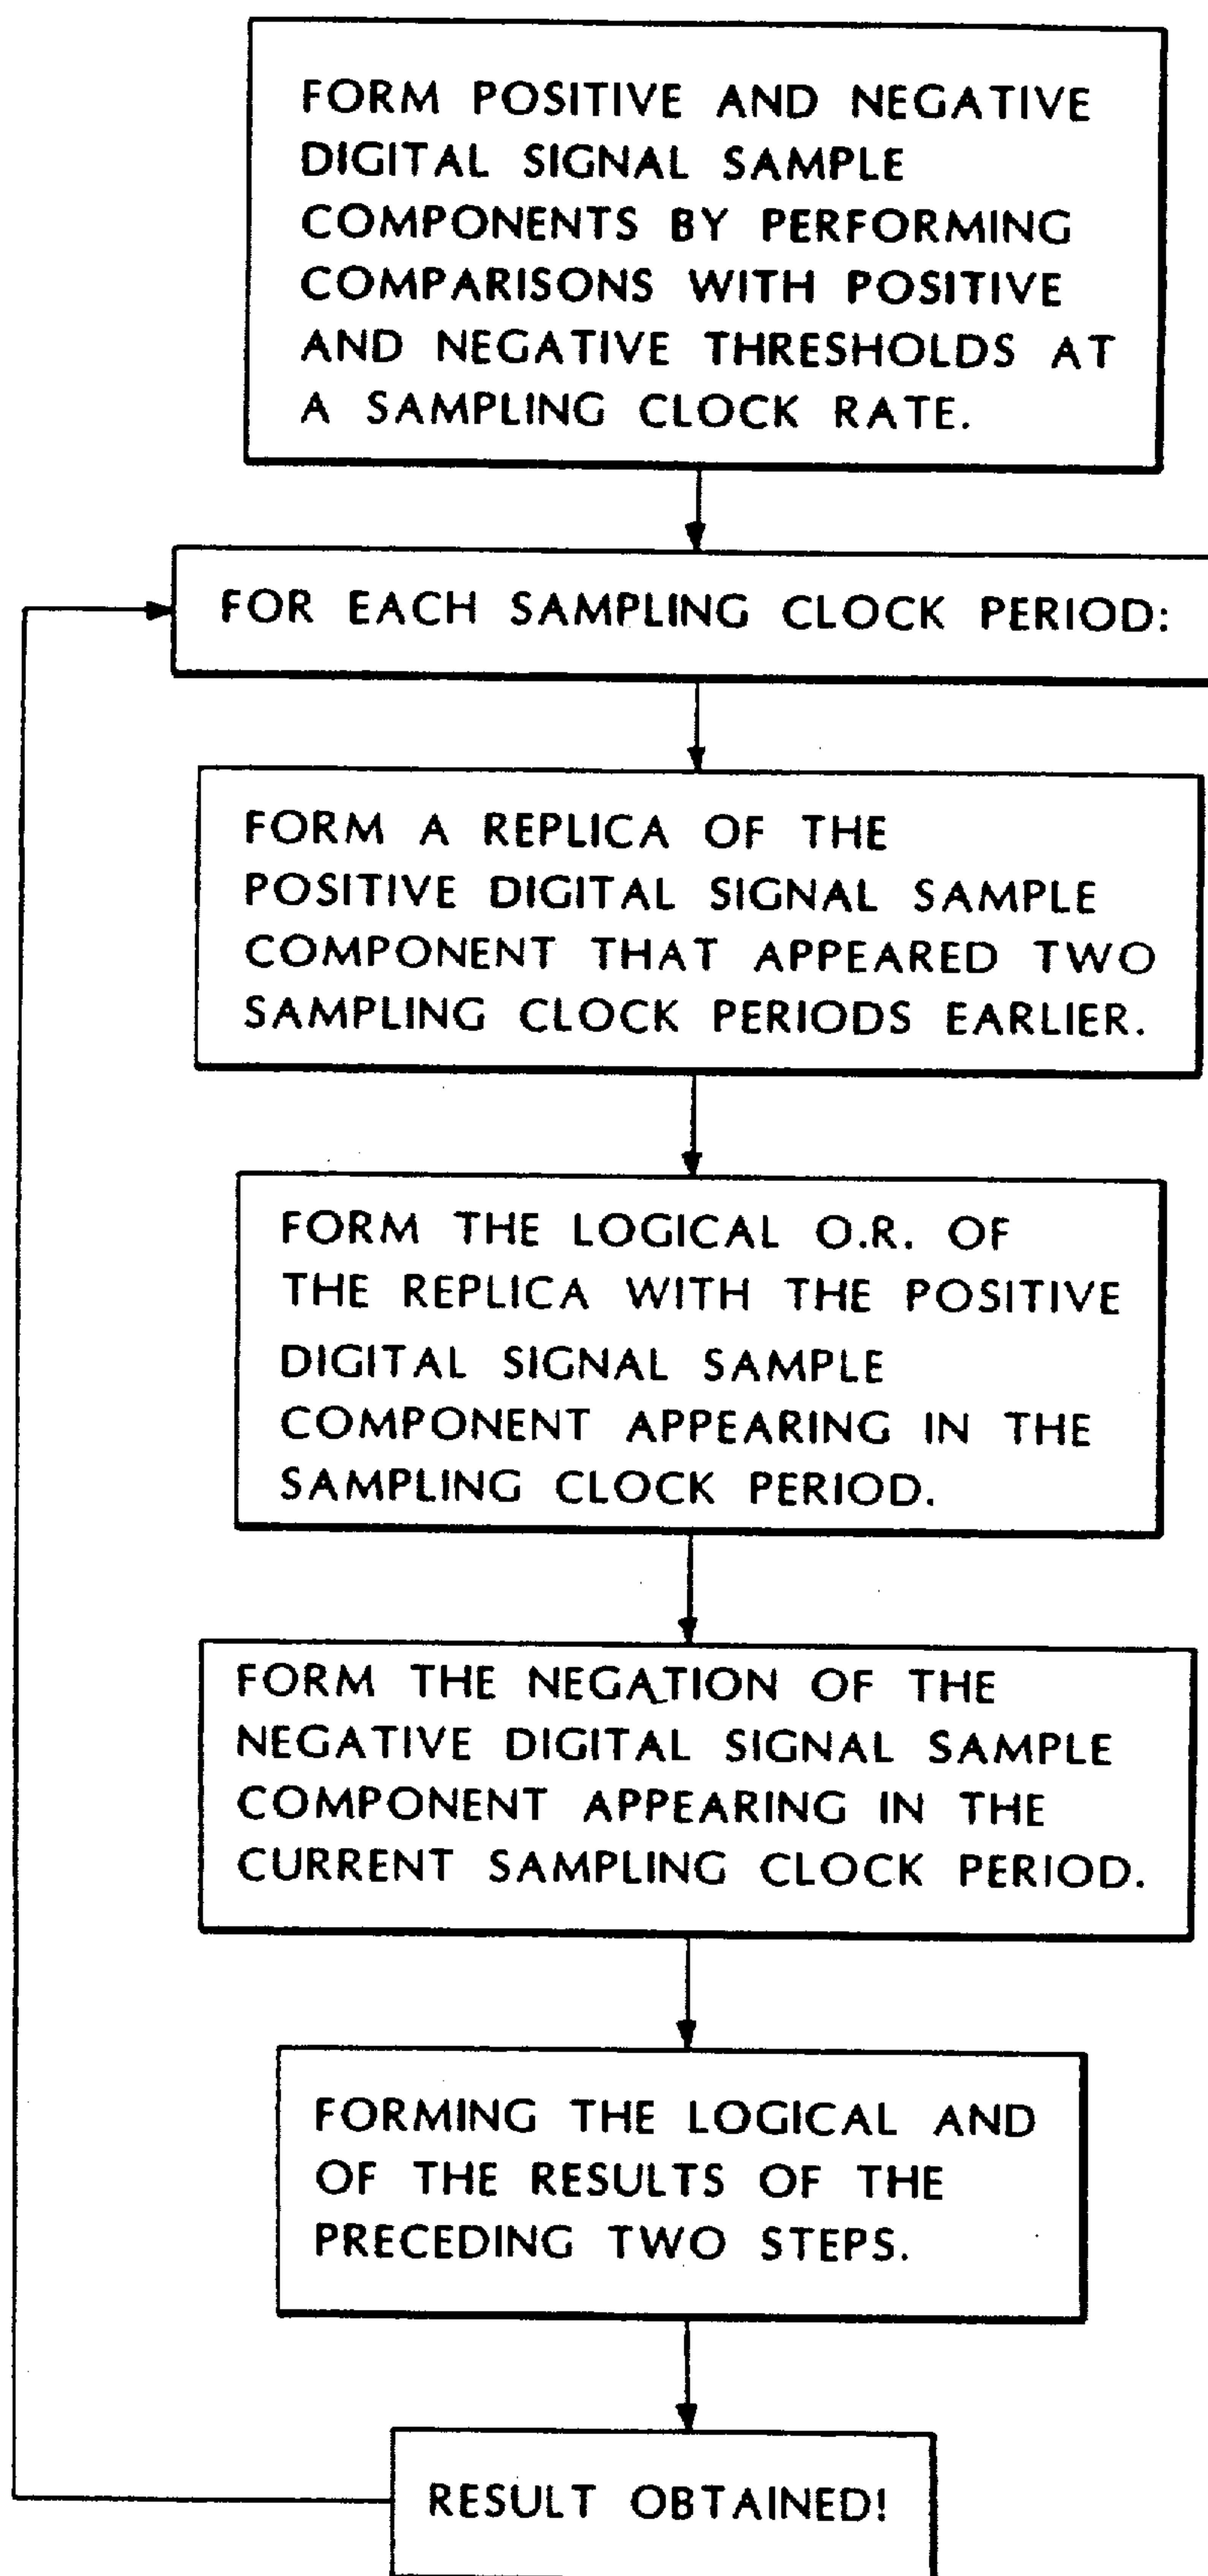 FORM POSITIVE AND NEGATIVE
DIGITAL SIGNAL SAMPLE
COMPONENTS BY PERFORMING
COMPARISONS WITH POSITIVE
AND NEGATIVE THRESHOLDS AT
A SAMPLING CLOCK RATE.
FOR EACH SAMPLING CLOCK PERIOD:
FORM A REPLICA OF THE
POSITIVE DIGITAL SIGNAL SAMPLE
COMPONENT THAT APPEARED TWO
SAMPLING CLOCK PERIODS EARLIER.
FORM THE LOGICAL O.R. OF
THE REPLICA WITH THE POSITIVE
DIGITAL SIGNAL SAMPLE
COMPONENT APPEARING IN THE
SAMPLING CLOCK PERIOD.
FORM THE NEGATION OF THE
NEGATIVE DIGITAL SIGNAL SAMPLE
COMPONENT APPEARING IN THE
CURRENT SAMPLING CLOCK PERIOD.
FORMING THE LOGICAL AND
OF THE RESULTS OF THE
PRECEDING TWO STEPS.
RESULT OBTAINED!